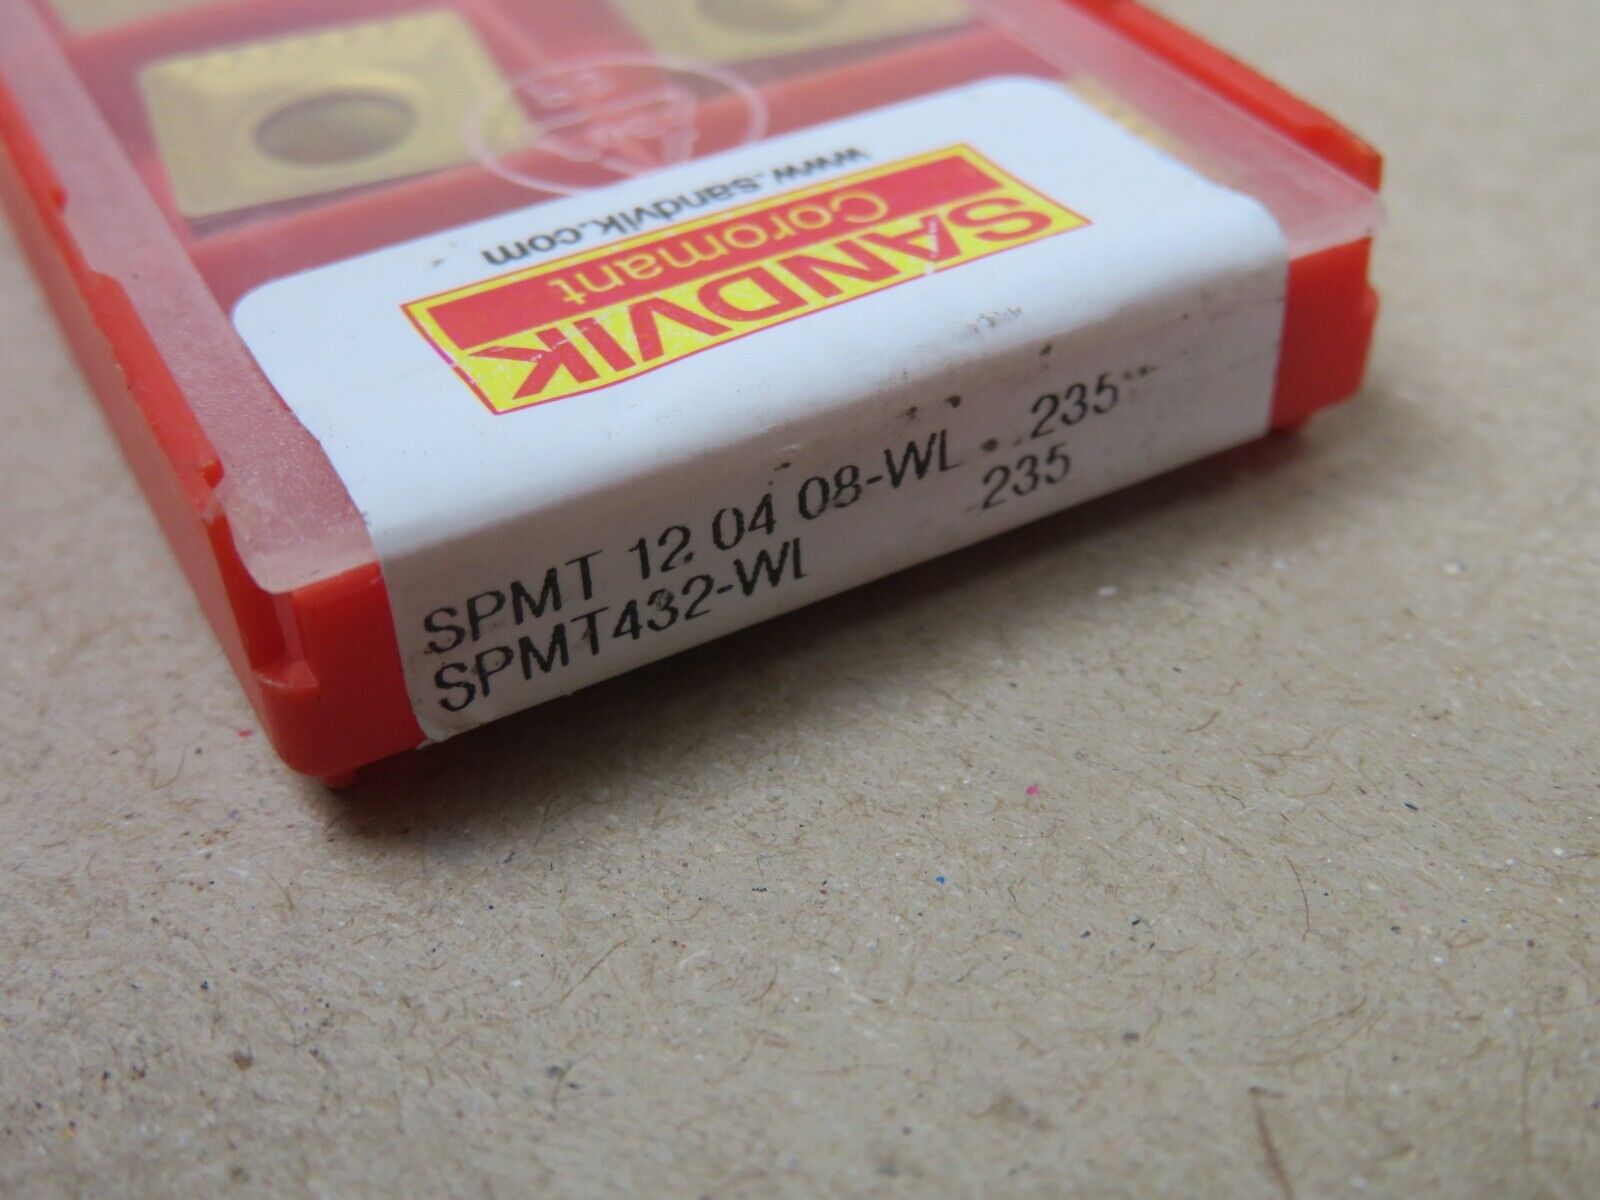 www.sandvik.com
SANDVIK
Coromant
SPMT 12 04 08-WL 235
SPMT432-WL 235